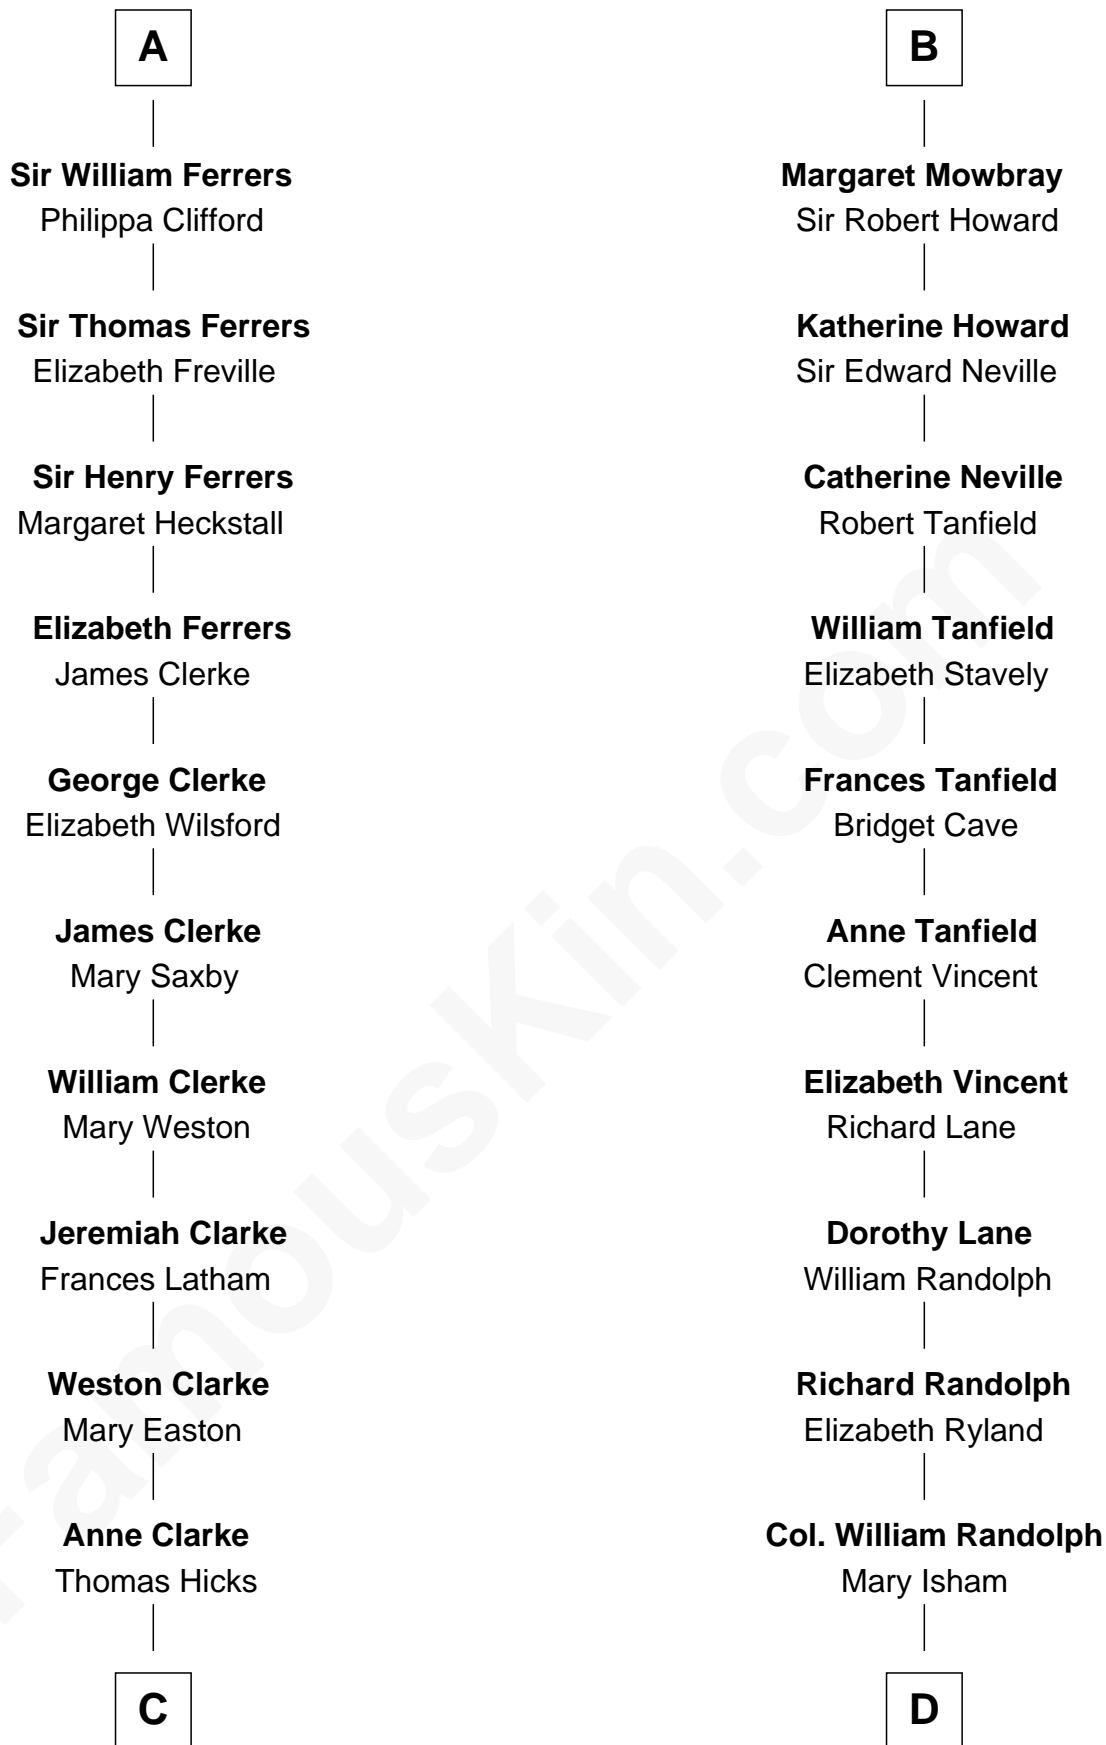 A
Sir William Ferrers
Philippa Clifford
Sir Thomas Ferrers
Elizabeth Freville
Sir Henry Ferrers
Margaret Heckstall
Elizabeth Ferrers
James Clerke
George Clerke
Elizabeth Wilsford
James Clerke
Mary Saxby
William Clerke
Mary Weston
Jeremiah Clarke
Frances Latham
Weston Clarke
Mary Easton
Anne Clarke
Thomas Hicks
C
B
Margaret Mowbray
Sir Robert Howard
Katherine Howard
Sir Edward Neville
Catherine Neville
Robert Tanfield
William Tanfield
Elizabeth Stavely
Frances Tanfield
Bridget Cave
Anne Tanfield
Clement Vincent
Elizabeth Vincent
Richard Lane
Dorothy Lane
William Randolph
Richard Randolph
Elizabeth Ryland
Col. William Randolph
Mary Isham
D
FamousKin.com